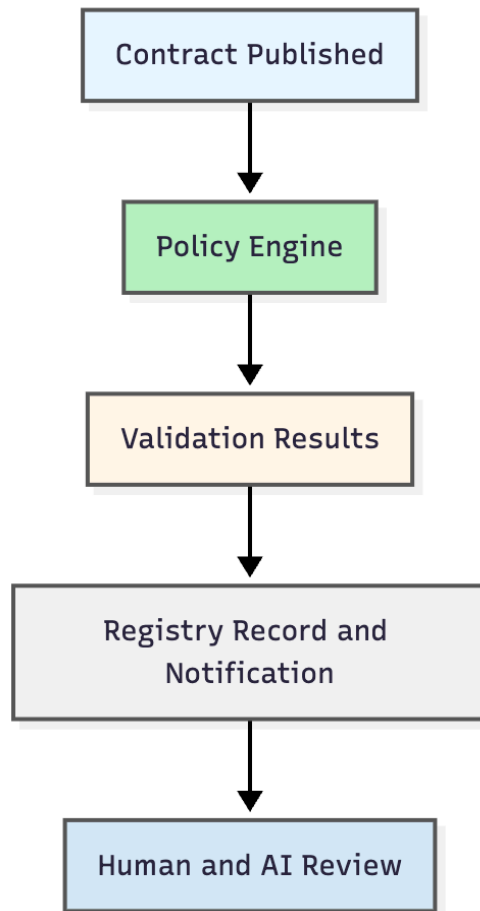 Contract Published
Policy Engine
Validation Results
Registry Record and
Notification
Human and AI Review